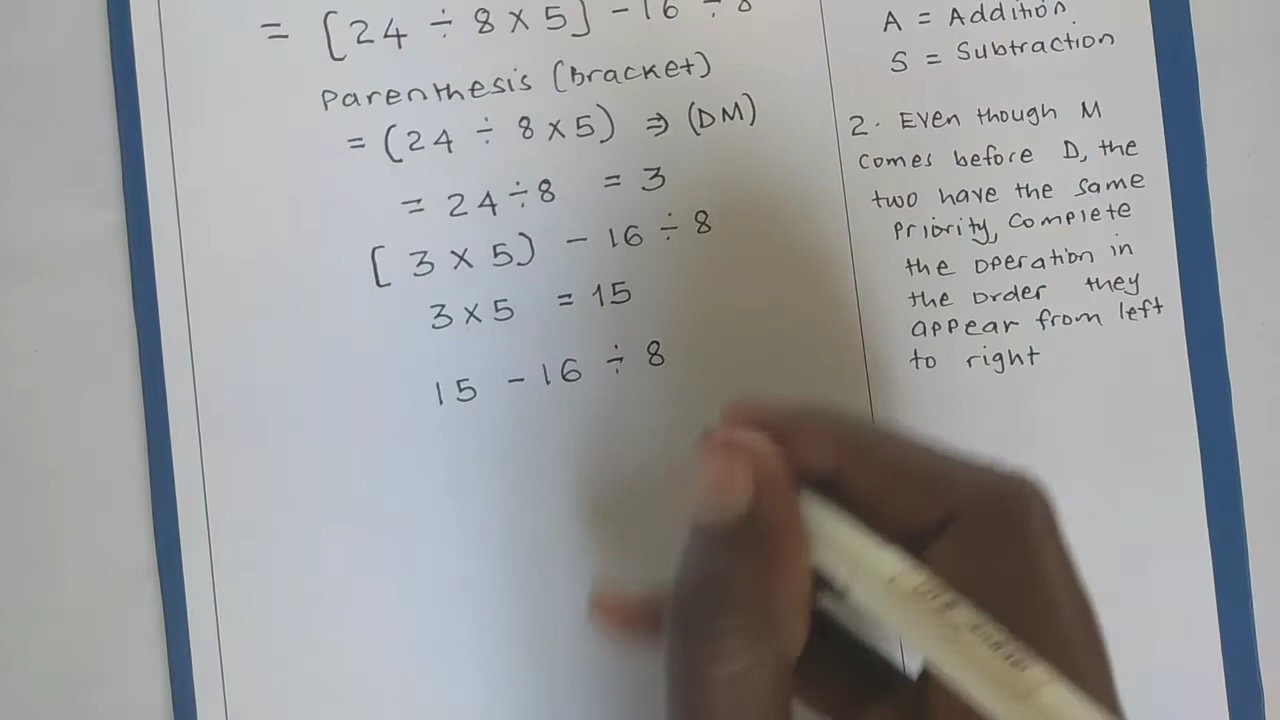 = [24 ÷ 8 × 5] - 16 ÷ 8
Parenthesis (Bracket)
= (24 ÷ 8 × 5) ⇒ (DM)
= 24 ÷ 8 = 3
[3 × 5) - 16 ÷ 8
3 × 5 = 15
15 - 16 ÷ 8
A = Addition
S = Subtraction
2. Even though M
comes before D, the
two have the same
Priority, Complete
the operation in
the order they
appear from left
to right